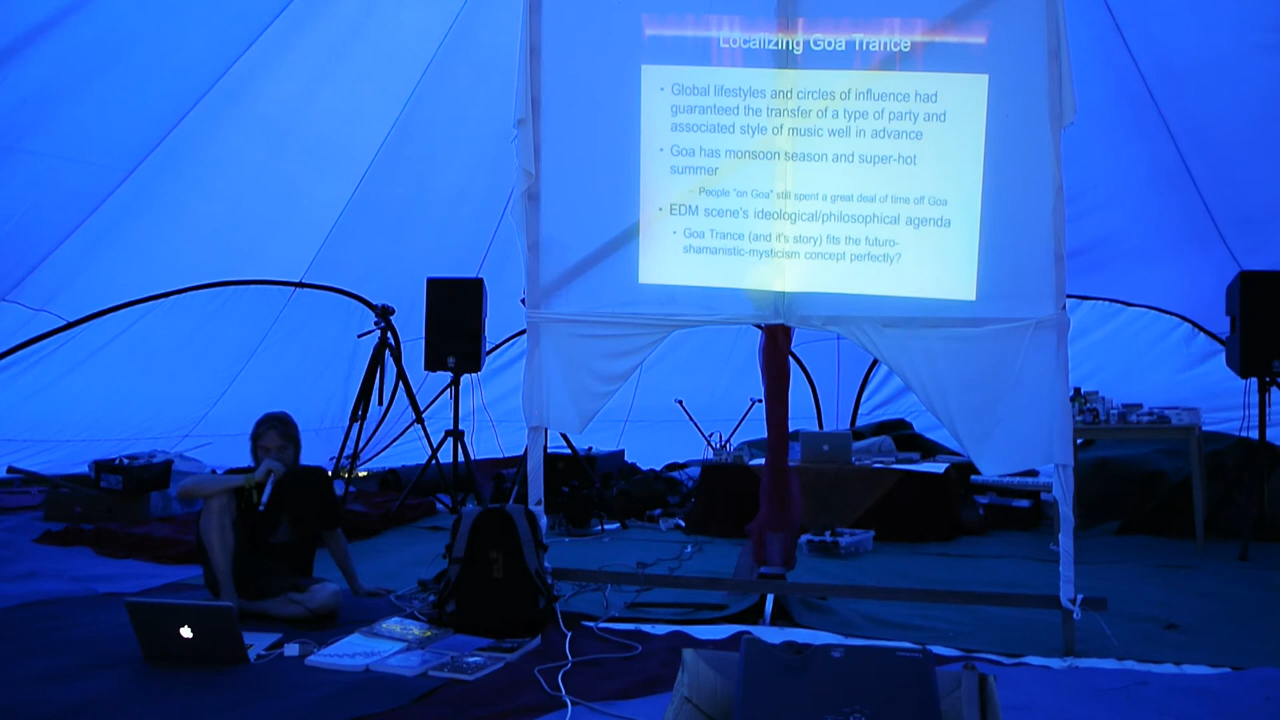 Localizing Goa Trance
• Global lifestyles and circles of influence had
guaranteed the transfer of a type of party and
associated style of music well in advance
• Goa has monsoon season and super-hot
summer
– People "on Goa" still spent a great deal of time off Goa
• EDM scene's ideological/philosophical agenda
• Goa Trance (and it's story) fits the futuro-
shamanistic-mysticism concept perfectly?